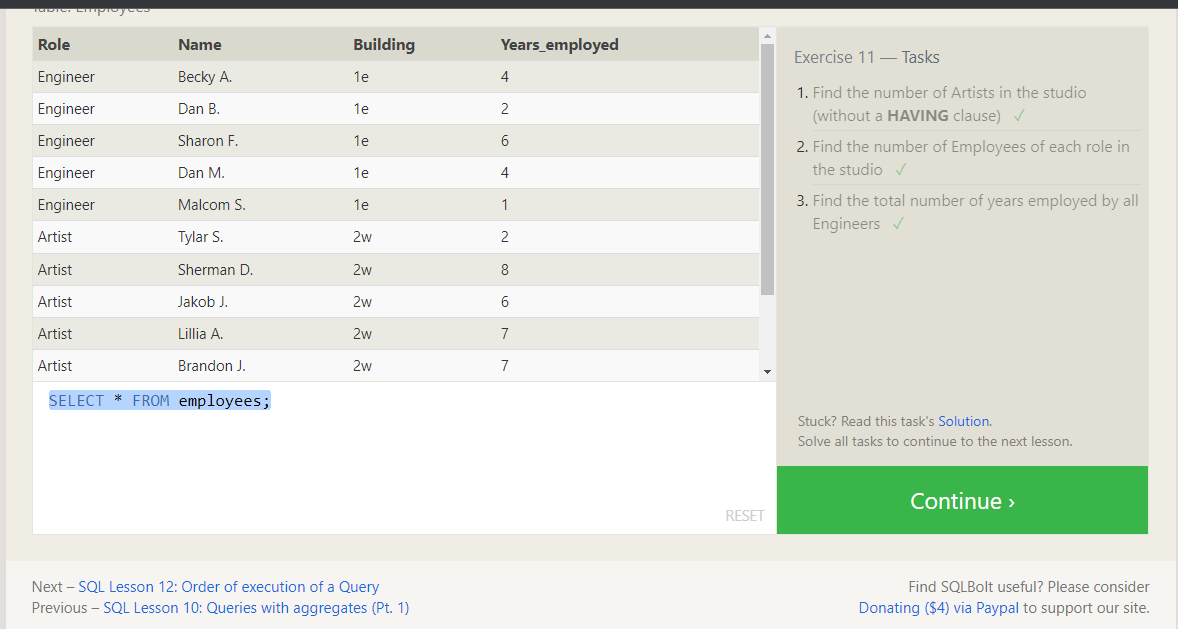 Table: Employees
Role Name Building Years_employed
Engineer Becky A. 1e 4
Engineer Dan B. 1e 2
Engineer Sharon F. 1e 6
Engineer Dan M. 1e 4
Engineer Malcom S. 1e 1
Artist Tylar S. 2w 2
Artist Sherman D. 2w 8
Artist Jakob J. 2w 6
Artist Lillia A. 2w 7
Artist Brandon J. 2w 7
SELECT * FROM employees;
RESET
Exercise 11 — Tasks
1. Find the number of Artists in the studio
(without a HAVING clause) ✓
2. Find the number of Employees of each role in
the studio ✓
3. Find the total number of years employed by all
Engineers ✓
Stuck? Read this task's Solution.
Solve all tasks to continue to the next lesson.
Continue ›
Next – SQL Lesson 12: Order of execution of a Query
Previous – SQL Lesson 10: Queries with aggregates (Pt. 1)
Find SQLBolt useful? Please consider
Donating ($4) via Paypal to support our site.